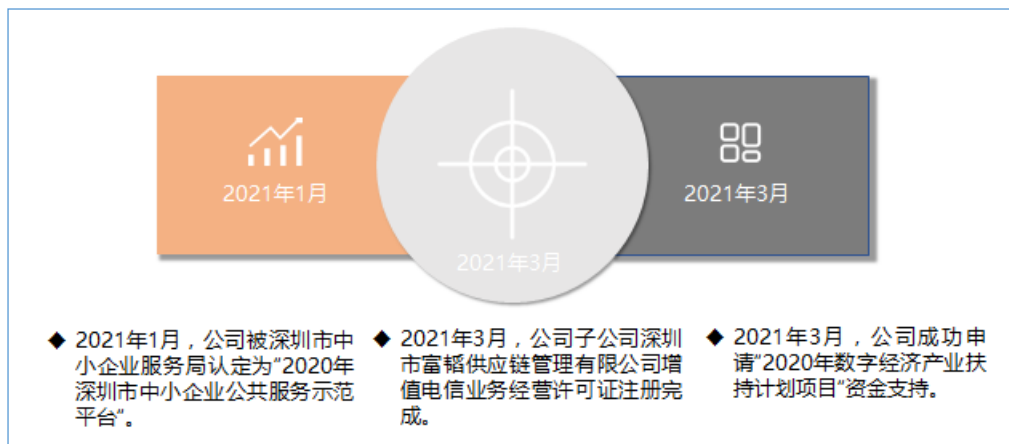 2021年1月
2021年3月
2021年3月
◆ 2021年1月，公司被深圳市中
小企业服务局认定为“2020年
深圳市中小企业公共服务示范
平台”。
◆ 2021年3月，公司子公司深圳
市富韬供应链管理有限公司增
值电信业务经营许可证注册完
成。
◆ 2021年3月，公司成功申
请“2020年数字经济产业扶
持计划项目”资金支持。